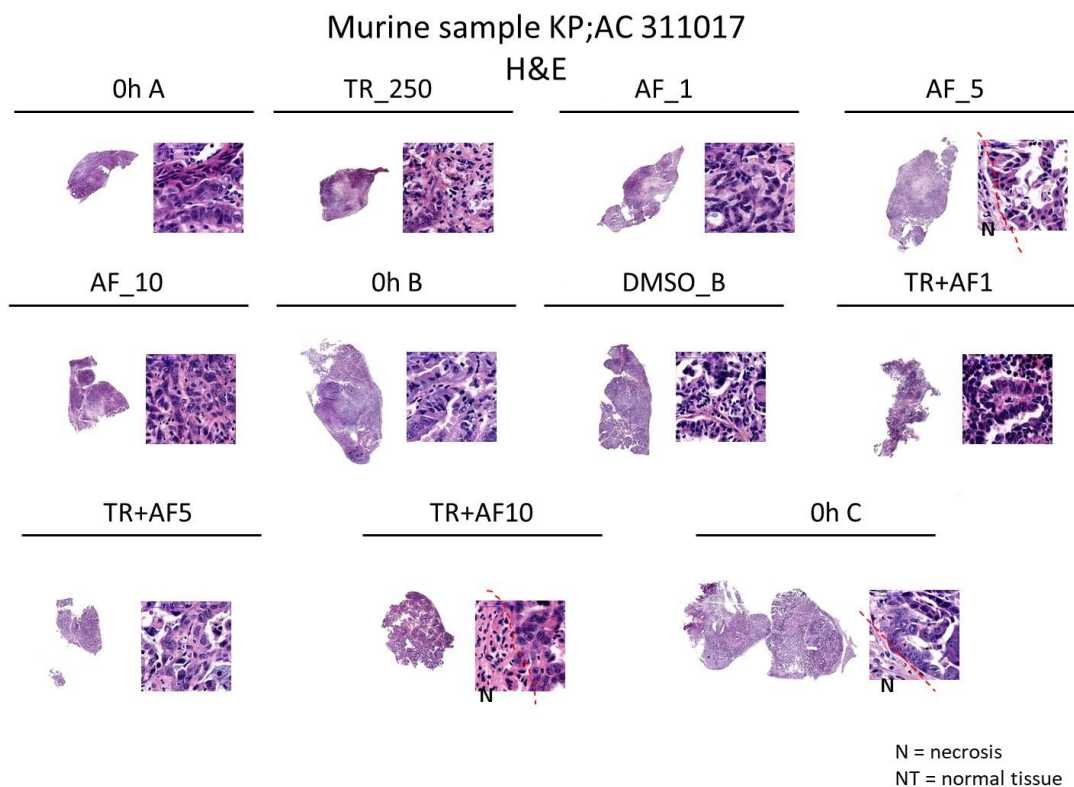 Murine sample KP;AC 311017
H&E
0h A
TR_250
AF_1
AF_5
N
AF_10
0h B
DMSO_B
TR+AF1
TR+AF5
TR+AF10
0h C
N
N
N = necrosis
NT = normal tissue